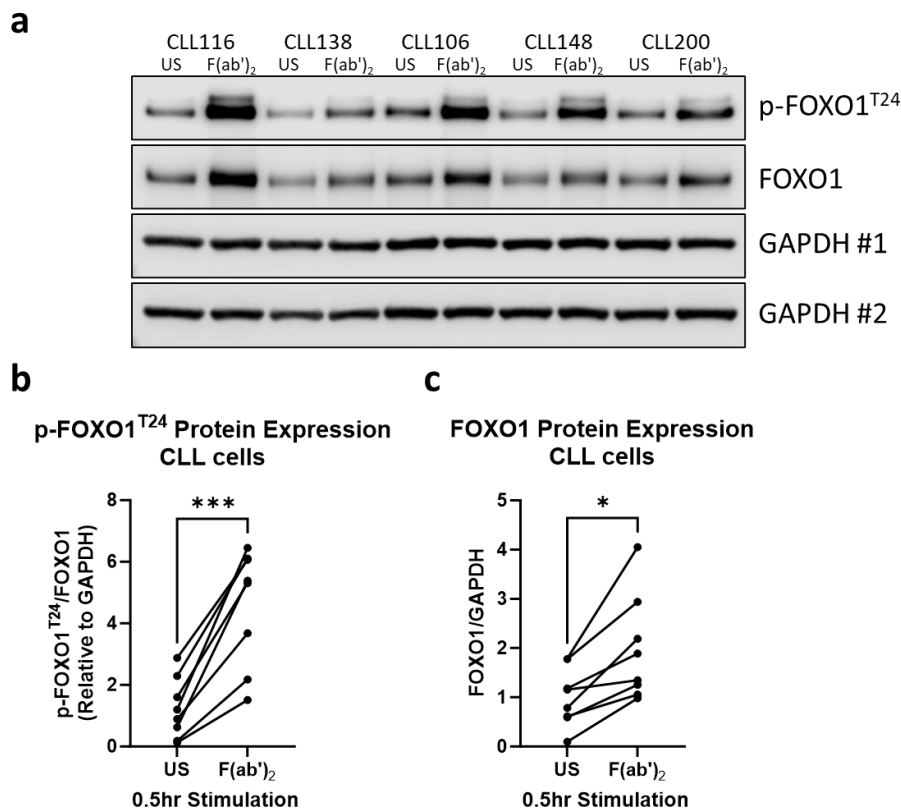 a
CLL116 CLL138 CLL106 CLL148 CLL200
US F(ab')₂ US F(ab')₂ US F(ab')₂ US F(ab')₂ US F(ab')₂
p-FOXO1ᵀ²⁴
FOXO1
GAPDH #1
GAPDH #2
b
p-FOXO1ᵀ²⁴ Protein Expression
CLL cells
8
6
4
2
0
p-FOXO1ᵀ²⁴/FOXO1
(Relative to GAPDH)
***
US F(ab')₂
0.5hr Stimulation
c
FOXO1 Protein Expression
CLL cells
5
4
3
2
1
0
FOXO1/GAPDH
*
US F(ab')₂
0.5hr Stimulation